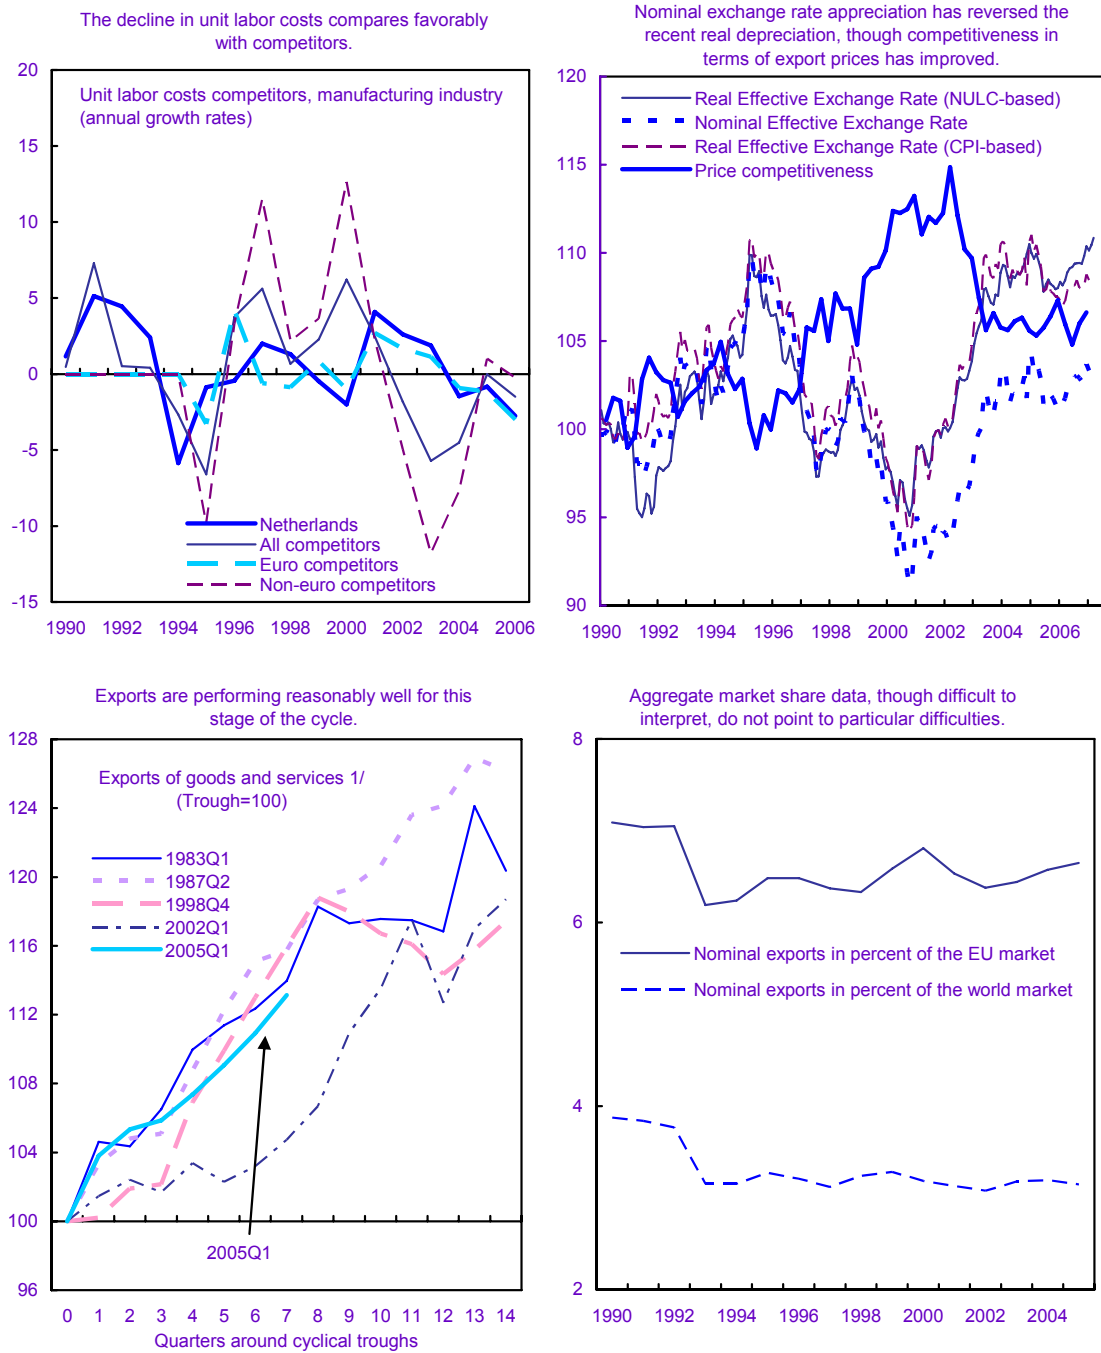 The decline in unit labor costs compares favorably
with competitors.
20
15
10
5
0
-5
-10
-15
Unit labor costs competitors, manufacturing industry
(annual growth rates)
Netherlands
All competitors
Euro competitors
Non-euro competitors
1990 1992 1994 1996 1998 2000 2002 2004 2006
Nominal exchange rate appreciation has reversed the
recent real depreciation, though competitiveness in
terms of export prices has improved.
120
115
110
105
100
95
90
Real Effective Exchange Rate (NULC-based)
Nominal Effective Exchange Rate
Real Effective Exchange Rate (CPI-based)
Price competitiveness
1990 1992 1994 1996 1998 2000 2002 2004 2006
Exports are performing reasonably well for this
stage of the cycle.
128
124
120
116
112
108
104
100
96
Exports of goods and services 1/
(Trough=100)
1983Q1
1987Q2
1998Q4
2002Q1
2005Q1
2005Q1
0 1 2 3 4 5 6 7 8 9 10 11 12 13 14
Quarters around cyclical troughs
Aggregate market share data, though difficult to
interpret, do not point to particular difficulties.
8
6
4
2
Nominal exports in percent of the EU market
Nominal exports in percent of the world market
1990 1992 1994 1996 1998 2000 2002 2004